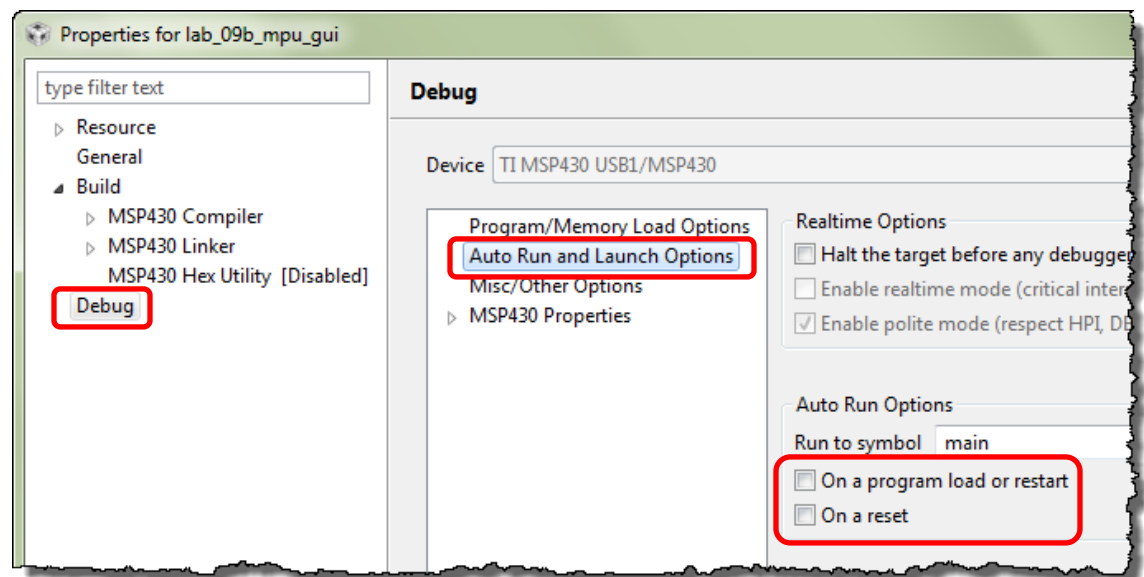 Properties for lab_09b_mpu_gui
type filter text
Resource
General
Build
MSP430 Compiler
MSP430 Linker
MSP430 Hex Utility [Disabled]
Debug
Debug
Device TI MSP430 USB1/MSP430
Program/Memory Load Options
Auto Run and Launch Options
Misc/Other Options
MSP430 Properties
Realtime Options
Halt the target before any debugger
Enable realtime mode (critical inter
Enable polite mode (respect HPI, D
Auto Run Options
Run to symbol main
On a program load or restart
On a reset